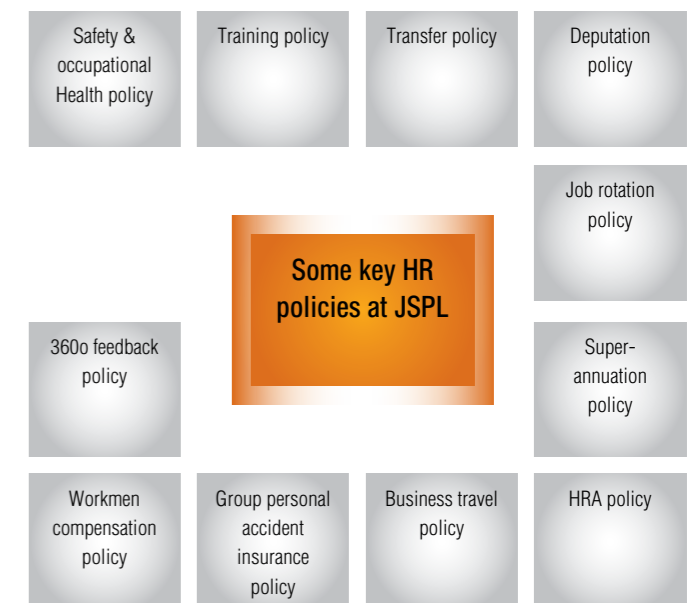 Safety &
occupational
Health policy
Training policy
Transfer policy
Deputation
policy
Job rotation
policy
Some key HR
policies at JSPL
360o feedback
policy
Super-
annuation
policy
Workmen
compensation
policy
Group personal
accident
insurance
policy
Business travel
policy
HRA policy